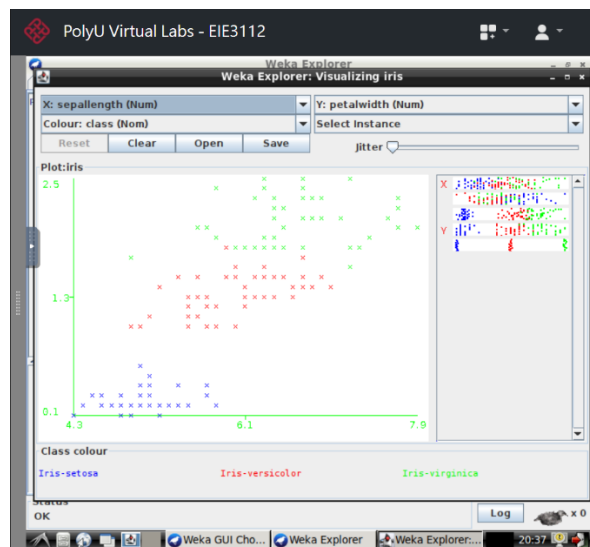 PolyU Virtual Labs - EIE3112
Weka Explorer
Weka Explorer: Visualizing iris
X: sepallength (Num)
Y: petalwidth (Num)
Colour: class (Nom)
Select Instance
Reset
Clear
Open
Save
Jitter
Plot:iris
2.5
1.3
0.1
4.3
6.1
7.9
X
Y
Class colour
Iris-setosa
Iris-versicolor
Iris-virginica
Status
OK
Log
x 0
Weka GUI Cho...
Weka Explorer
Weka Explorer:...
20:37